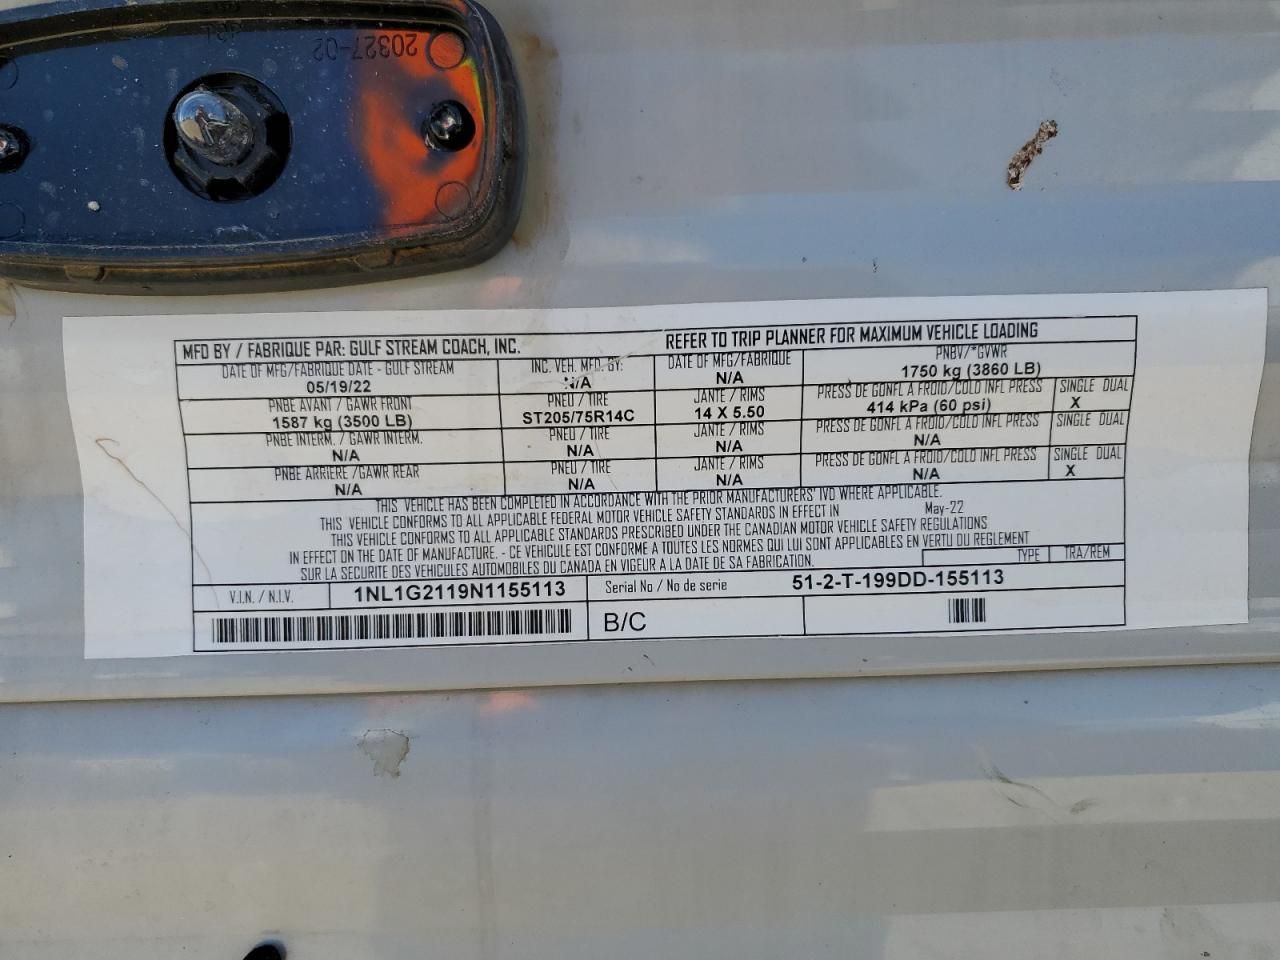 20327-02
MFD BY / FABRIQUE PAR: GULF STREAM COACH, INC. REFER TO TRIP PLANNER FOR MAXIMUM VEHICLE LOADING
DATE OF MFG/FABRIQUE DATE - GULF STREAM INC. VEH. MFD. BY: DATE OF MFG/FABRIQUE PNBV/*GVWR
05/19/22 N/A N/A 1750 kg (3860 LB)
PNBE AVANT / GAWR FRONT PNEU / TIRE JANTE / RIMS PRESS DE GONFL A FROID/COLD INFL PRESS SINGLE DUAL
1587 kg (3500 LB) ST205/75R14C 14 X 5.50 414 kPa (60 psi) X
PNBE INTERM. / GAWR INTERM. PNEU / TIRE JANTE / RIMS PRESS DE GONFL A FROID/COLD INFL PRESS SINGLE DUAL
N/A N/A N/A N/A
PNBE ARRIERE /GAWR REAR PNEU / TIRE JANTE / RIMS PRESS DE GONFL A FROID/COLD INFL PRESS SINGLE DUAL
N/A N/A N/A N/A X
THIS VEHICLE HAS BEEN COMPLETED IN ACCORDANCE WITH THE PRIOR MANUFACTURERS' IVD WHERE APPLICABLE.
THIS VEHICLE CONFORMS TO ALL APPLICABLE FEDERAL MOTOR VEHICLE SAFETY STANDARDS IN EFFECT IN May-22
THIS VEHICLE CONFORMS TO ALL APPLICABLE STANDARDS PRESCRIBED UNDER THE CANADIAN MOTOR VEHICLE SAFETY REGULATIONS
IN EFFECT ON THE DATE OF MANUFACTURE. - CE VEHICULE EST CONFORME A TOUTES LES NORMES QUI LUI SONT APPLICABLES EN VERTU DU REGLEMENT
SUR LA SECURITE DES VEHICULES AUTOMOBILES DU CANADA EN VIGEUR A LA DATE DE SA FABRICATION. TYPE TRA/REM
V.I.N. / N.I.V. 1NL1G2119N1155113 Serial No / No de serie 51-2-T-199DD-155113
B/C